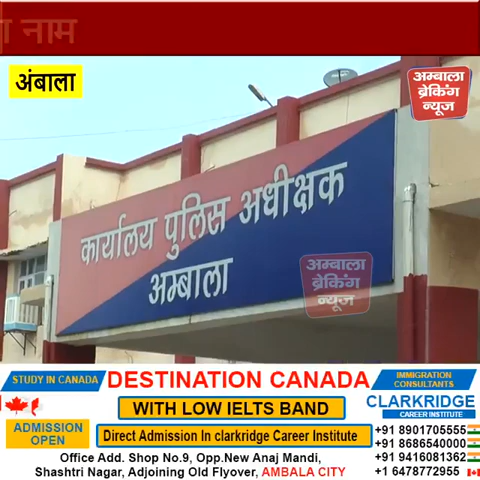 नाम
अंबाला
अम्बाला
ब्रेकिंग
न्यूज
कार्यालय पुलिस अधीक्षक
अम्बाला
अम्बाला
ब्रेकिंग
न्यूज
STUDY IN CANADA
DESTINATION CANADA
IMMIGRATION
CONSULTANTS
WITH LOW IELTS BAND
CLARKRIDGE
CAREER INSTITUTE
ADMISSION
OPEN
Direct Admission In clarkridge Career Institute
+91 8901705555
+91 8686540000
+91 9416081362
+1 6478772955
Office Add. Shop No.9, Opp.New Anaj Mandi,
Shashtri Nagar, Adjoining Old Flyover, AMBALA CITY